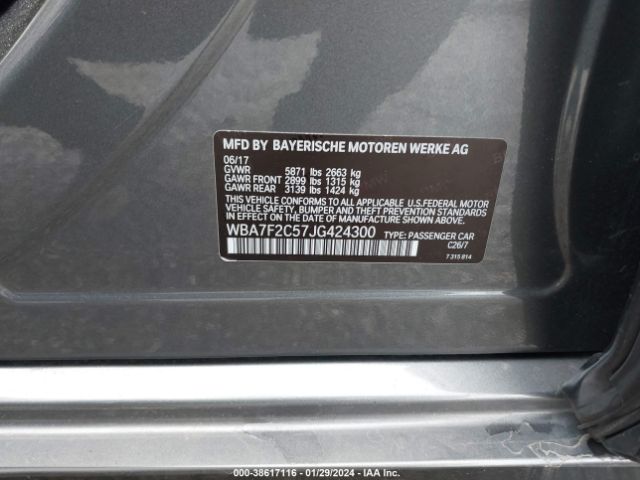 MFD BY BAYERISCHE MOTOREN WERKE AG
06/17
GVWR 5871 lbs 2663 kg
GAWR FRONT 2899 lbs 1315 kg
GAWR REAR 3139 lbs 1424 kg
THIS VEHICLE CONFORMS TO ALL APPLICABLE U.S.FEDERAL MOTOR
VEHICLE SAFETY, BUMPER, AND THEFT PREVENTION STANDARDS IN
EFFECT ON THE DATE OF MANUFACTURE SHOWN ABOVE.
WBA7F2C57JG424300 TYPE: PASSENGER CAR
C26/7
7 315 814
000-38617116 - 01/29/2024 - IAA Inc.